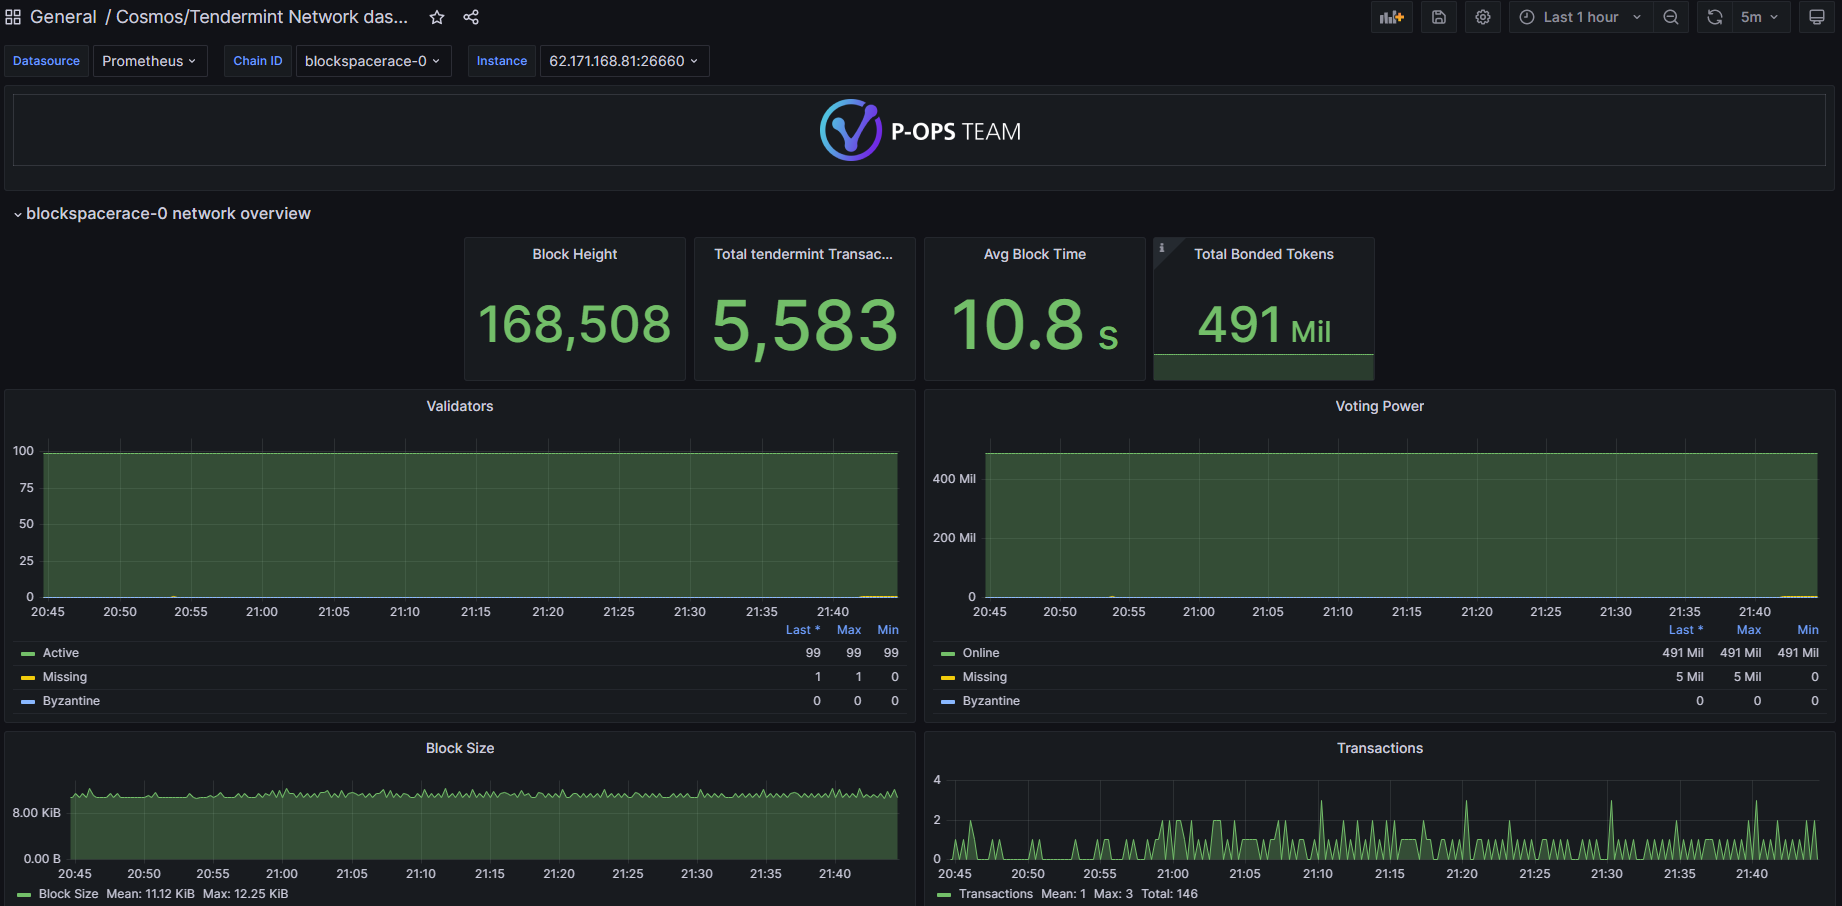 General / Cosmos/Tendermint Network das...
Last 1 hour
5m
Datasource Prometheus Chain ID blockspacerace-0 Instance 62.171.168.81:26660
P-OPS TEAM
blockspacerace-0 network overview
Block Height
168,508
Total tendermint Transac...
5,583
Avg Block Time
10.8 s
i
Total Bonded Tokens
491 Mil
Validators
100
75
50
25
0
20:45 20:50 20:55 21:00 21:05 21:10 21:15 21:20 21:25 21:30 21:35 21:40
Last * Max Min
Active 99 99 99
Missing 1 1 0
Byzantine 0 0 0
Voting Power
400 Mil
200 Mil
0
20:45 20:50 20:55 21:00 21:05 21:10 21:15 21:20 21:25 21:30 21:35 21:40
Last * Max Min
Online 491 Mil 491 Mil 491 Mil
Missing 5 Mil 5 Mil 0
Byzantine 0 0 0
Block Size
8.00 KiB
0.00 B
20:45 20:50 20:55 21:00 21:05 21:10 21:15 21:20 21:25 21:30 21:35 21:40
Block Size Mean: 11.12 KiB Max: 12.25 KiB
Transactions
4
2
0
20:45 20:50 20:55 21:00 21:05 21:10 21:15 21:20 21:25 21:30 21:35 21:40
Transactions Mean: 1 Max: 3 Total: 146